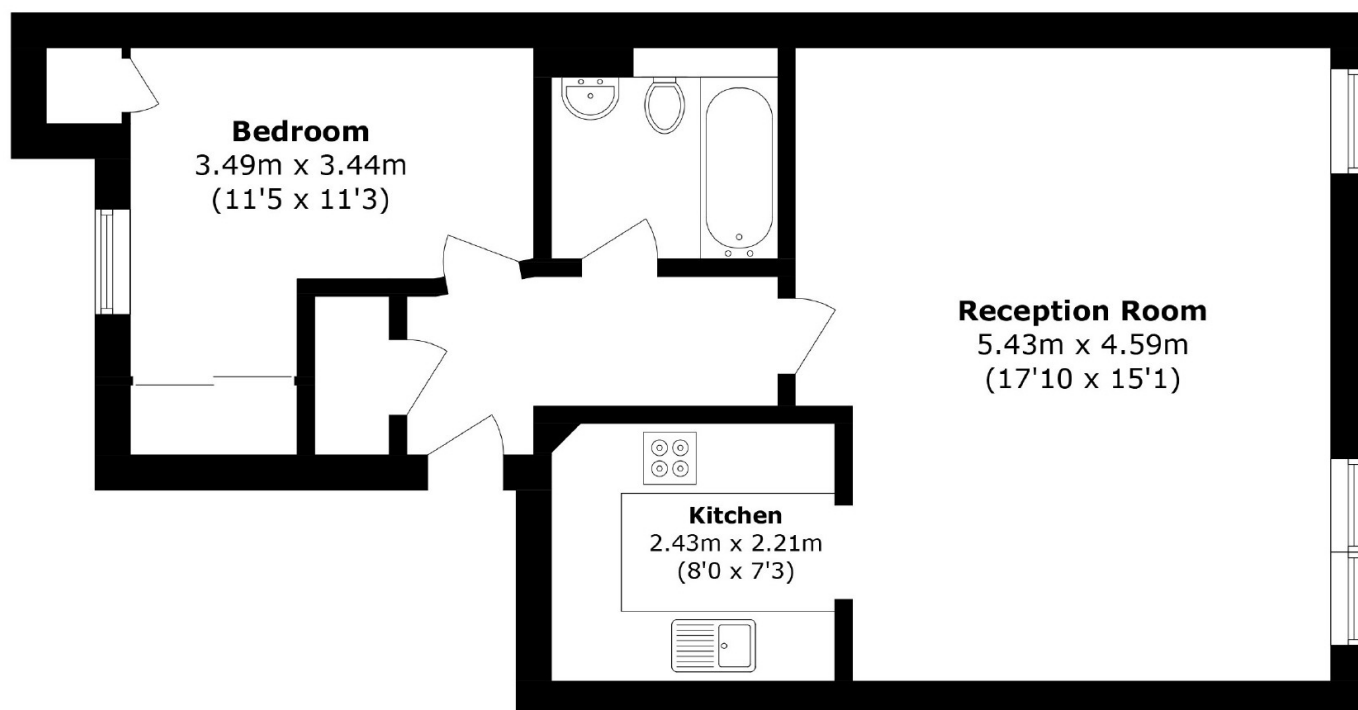 Bedroom
3.49m x 3.44m
(11'5 x 11'3)
Reception Room
5.43m x 4.59m
(17'10 x 15'1)
Kitchen
2.43m x 2.21m
(8'0 x 7'3)